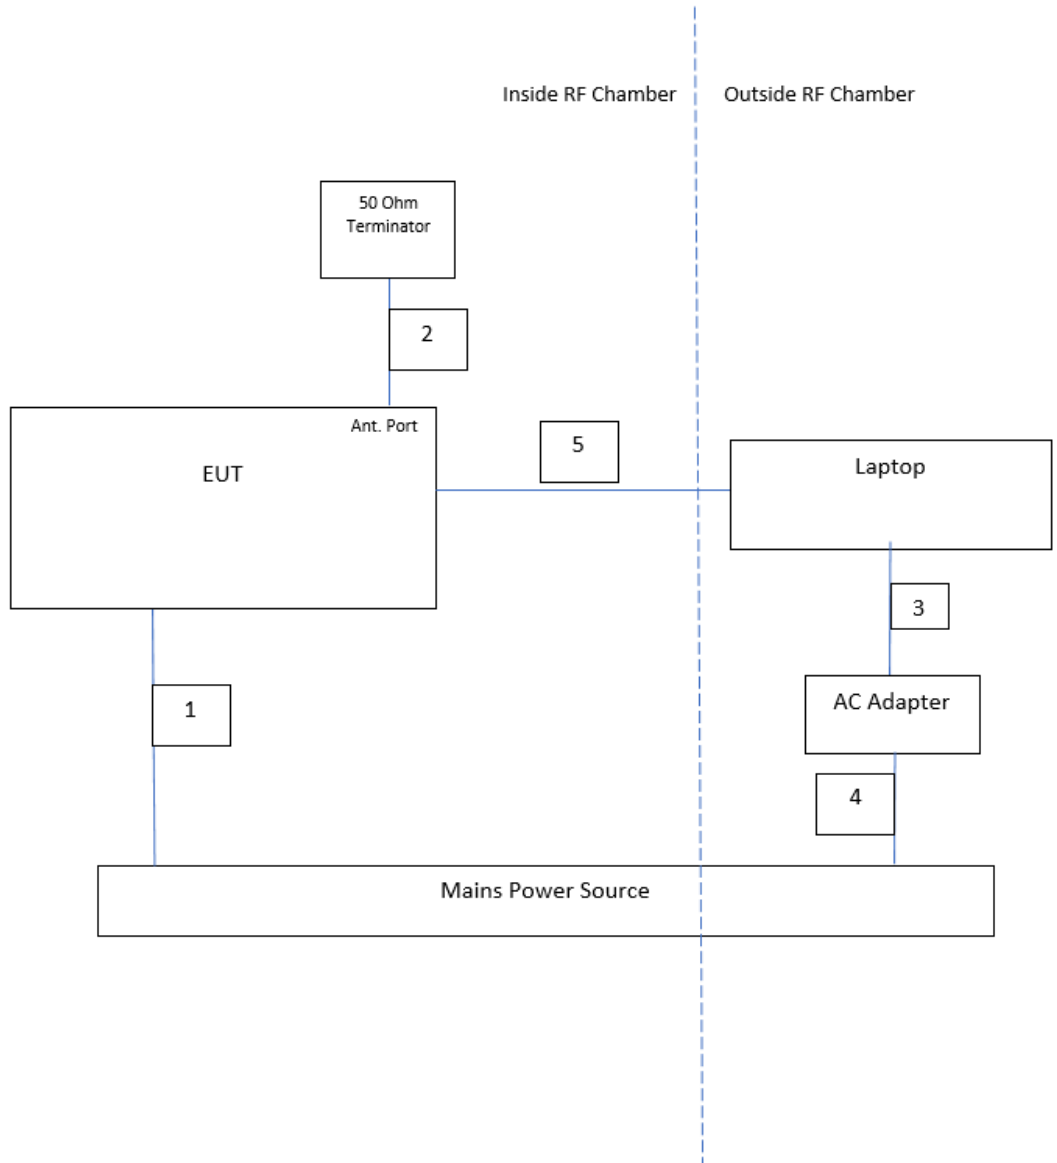 Inside RF Chamber
Outside RF Chamber
50 Ohm
Terminator
2
Ant. Port
EUT
5
Laptop
3
1
AC Adapter
4
Mains Power Source